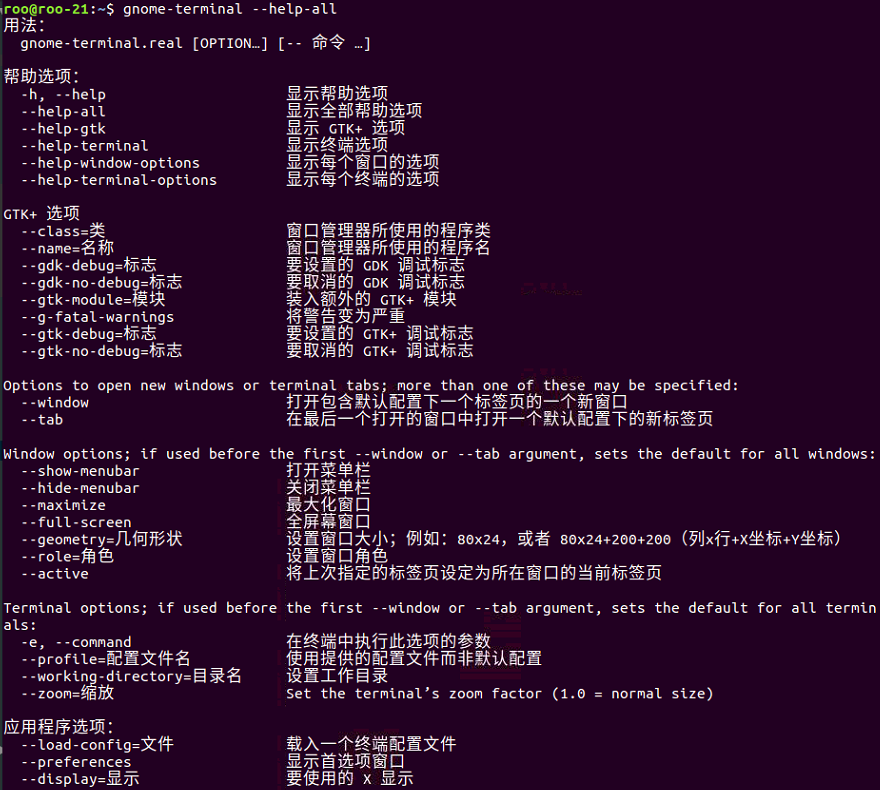 roo@roo-21:~$ gnome-terminal --help-all
用法：
gnome-terminal.real [OPTION…] [-- 命令 …]
帮助选项：
-h, --help 显示帮助选项
--help-all 显示全部帮助选项
--help-gtk 显示 GTK+ 选项
--help-terminal 显示终端选项
--help-window-options 显示每个窗口的选项
--help-terminal-options 显示每个终端的选项
GTK+ 选项
--class=类 窗口管理器所使用的程序类
--name=名称 窗口管理器所使用的程序名
--gdk-debug=标志 要设置的 GDK 调试标志
--gdk-no-debug=标志 要取消的 GDK 调试标志
--gtk-module=模块 装入额外的 GTK+ 模块
--g-fatal-warnings 将警告变为严重
--gtk-debug=标志 要设置的 GTK+ 调试标志
--gtk-no-debug=标志 要取消的 GTK+ 调试标志
Options to open new windows or terminal tabs; more than one of these may be specified:
--window 打开包含默认配置下一个标签页的一个新窗口
--tab 在最后一个打开的窗口中打开一个默认配置下的新标签页
Window options; if used before the first --window or --tab argument, sets the default for all windows:
--show-menubar 打开菜单栏
--hide-menubar 关闭菜单栏
--maximize 最大化窗口
--full-screen 全屏幕窗口
--geometry=几何形状 设置窗口大小；例如：80x24，或者 80x24+200+200（列x行+X坐标+Y坐标）
--role=角色 设置窗口角色
--active 将上次指定的标签页设定为所在窗口的当前标签页
Terminal options; if used before the first --window or --tab argument, sets the default for all termin
als:
-e, --command 在终端中执行此选项的参数
--profile=配置文件名 使用提供的配置文件而非默认配置
--working-directory=目录名 设置工作目录
--zoom=缩放 Set the terminal’s zoom factor (1.0 = normal size)
应用程序选项：
--load-config=文件 载入一个终端配置文件
--preferences 显示首选项窗口
--display=显示 要使用的 X 显示